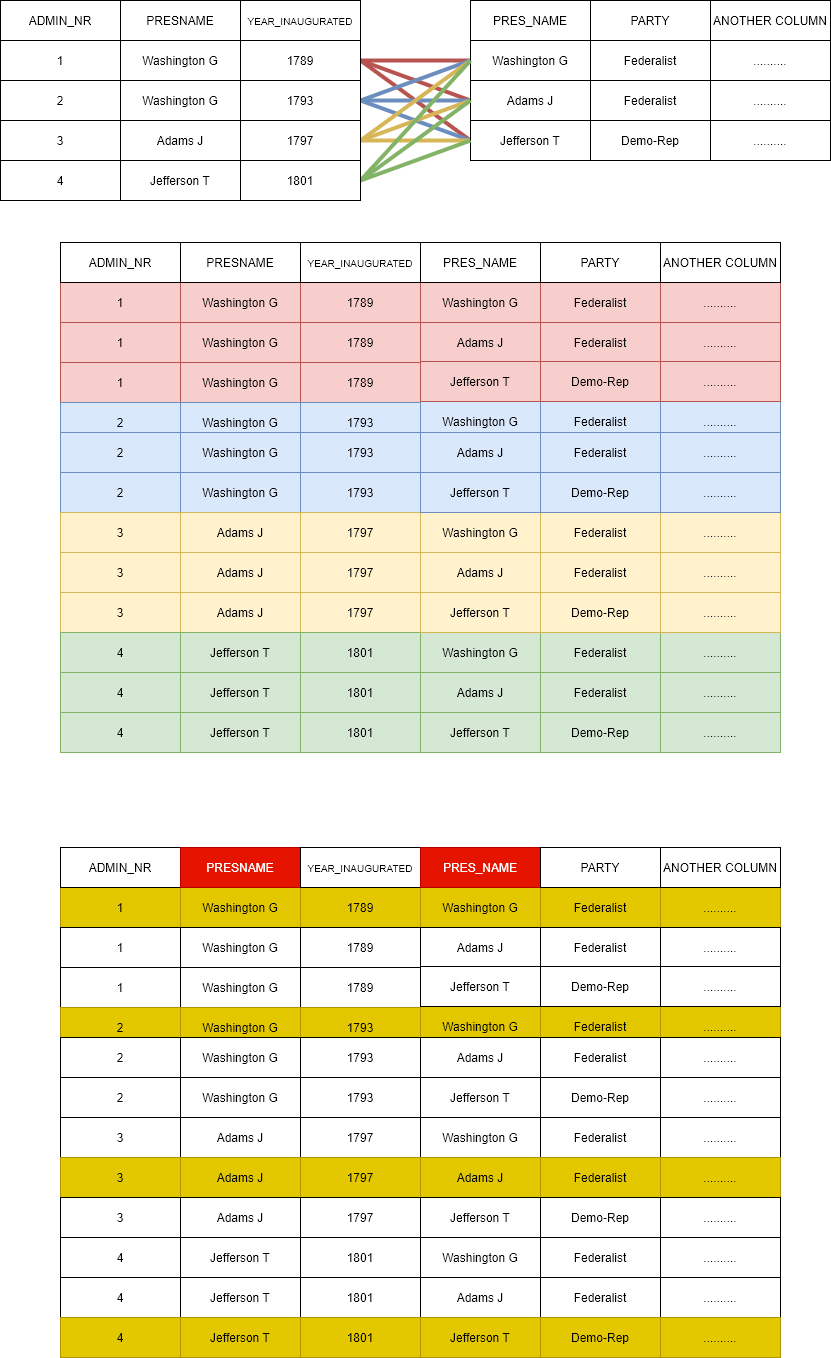 ADMIN_NR PRESNAME YEAR_INAUGURATED PRES_NAME PARTY ANOTHER COLUMN
1 Washington G 1789 Washington G Federalist ..........
2 Washington G 1793 Adams J Federalist ..........
3 Adams J 1797 Jefferson T Demo-Rep ..........
4 Jefferson T 1801
ADMIN_NR PRESNAME YEAR_INAUGURATED PRES_NAME PARTY ANOTHER COLUMN
1 Washington G 1789 Washington G Federalist ..........
1 Washington G 1789 Adams J Federalist ..........
1 Washington G 1789 Jefferson T Demo-Rep ..........
2 Washington G 1793 Washington G Federalist ..........
2 Washington G 1793 Adams J Federalist ..........
2 Washington G 1793 Jefferson T Demo-Rep ..........
3 Adams J 1797 Washington G Federalist ..........
3 Adams J 1797 Adams J Federalist ..........
3 Adams J 1797 Jefferson T Demo-Rep ..........
4 Jefferson T 1801 Washington G Federalist ..........
4 Jefferson T 1801 Adams J Federalist ..........
4 Jefferson T 1801 Jefferson T Demo-Rep ..........
ADMIN_NR PRESNAME YEAR_INAUGURATED PRES_NAME PARTY ANOTHER COLUMN
1 Washington G 1789 Washington G Federalist ..........
1 Washington G 1789 Adams J Federalist ..........
1 Washington G 1789 Jefferson T Demo-Rep ..........
2 Washington G 1793 Washington G Federalist ..........
2 Washington G 1793 Adams J Federalist ..........
2 Washington G 1793 Jefferson T Demo-Rep ..........
3 Adams J 1797 Washington G Federalist ..........
3 Adams J 1797 Adams J Federalist ..........
3 Adams J 1797 Jefferson T Demo-Rep ..........
4 Jefferson T 1801 Washington G Federalist ..........
4 Jefferson T 1801 Adams J Federalist ..........
4 Jefferson T 1801 Jefferson T Demo-Rep ..........